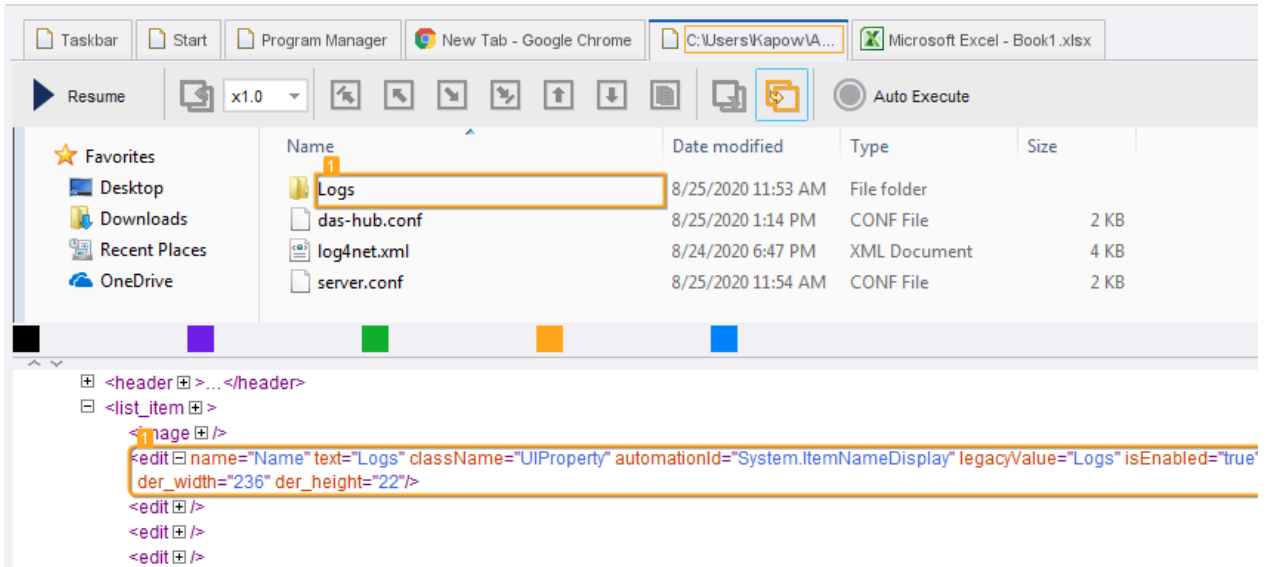 Taskbar Start Program Manager New Tab - Google Chrome C:\Users\Kapow\A... Microsoft Excel - Book1.xlsx
Resume x1.0 Auto Execute
Favorites Name Date modified Type Size
1
Desktop Logs 8/25/2020 11:53 AM File folder
Downloads das-hub.conf 8/25/2020 1:14 PM CONF File 2 KB
Recent Places log4net.xml 8/24/2020 6:47 PM XML Document 4 KB
OneDrive server.conf 8/25/2020 11:54 AM CONF File 2 KB
<header >...</header>
<list_item >
1
<edit name="Name" text="Logs" className="UIProperty" automationId="System.ItemNameDisplay" legacyValue="Logs" isEnabled="true"
der_width="236" der_height="22"/>
<edit />
<edit />
<edit />